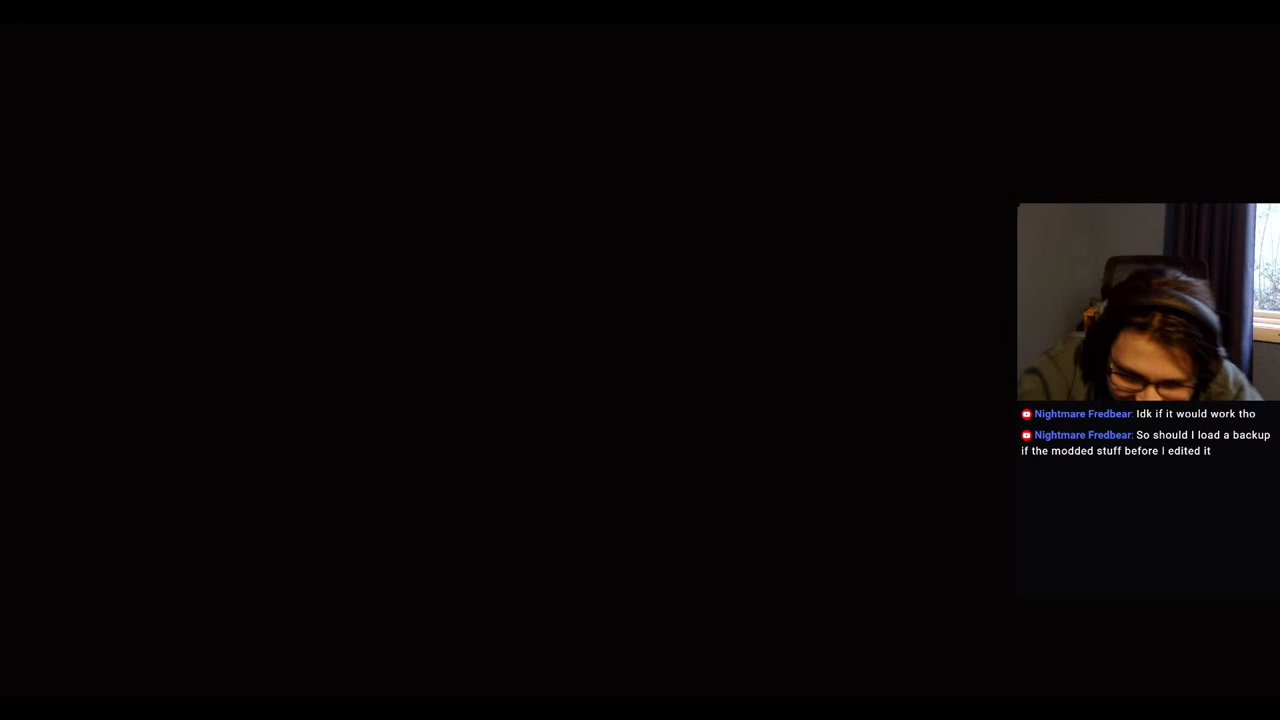 Nightmare Fredbear: Idk if it would work tho
Nightmare Fredbear: So should I load a backup
if the modded stuff before I edited it